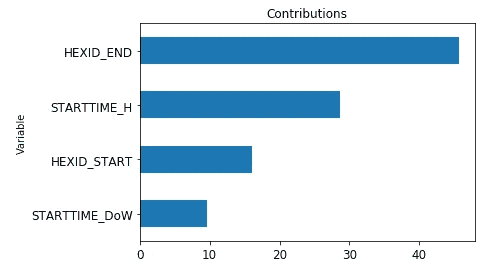 Contributions
HEXID_END
STARTTIME_H
HEXID_START
STARTTIME_DoW
Variable
0 10 20 30 40